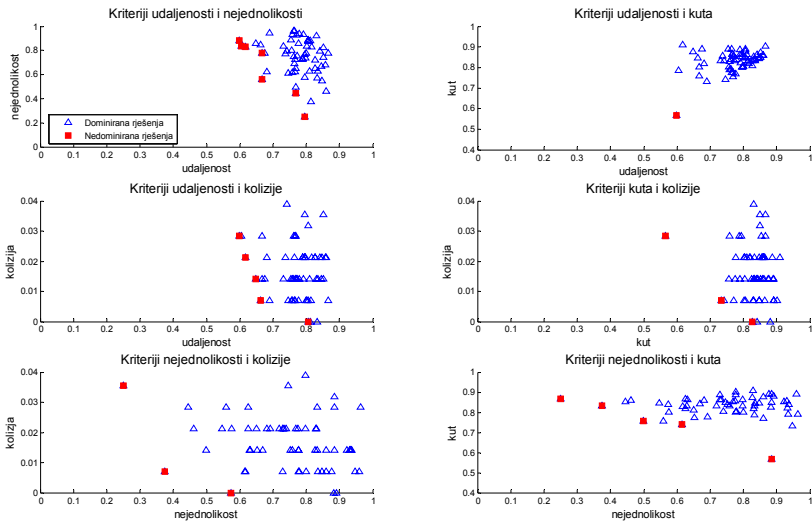 Kriteriji udaljenosti i nejednolikosti
nejednolikost
1
0.8
0.6
0.4
0.2
0
Dominirana rješenja
Nedominirana rješenja
0 0.1 0.2 0.3 0.4 0.5 0.6 0.7 0.8 0.9 1
udaljenost
Kriteriji udaljenosti i kuta
kut
1
0.9
0.8
0.7
0.6
0.5
0.4
0 0.1 0.2 0.3 0.4 0.5 0.6 0.7 0.8 0.9 1
udaljenost
Kriteriji udaljenosti i kolizije
kolizija
0.04
0.03
0.02
0.01
0
0 0.1 0.2 0.3 0.4 0.5 0.6 0.7 0.8 0.9 1
udaljenost
Kriteriji kuta i kolizije
kolizija
0.04
0.03
0.02
0.01
0
0 0.1 0.2 0.3 0.4 0.5 0.6 0.7 0.8 0.9 1
kut
Kriteriji nejednolikosti i kolizije
kolizija
0.04
0.03
0.02
0.01
0
0 0.1 0.2 0.3 0.4 0.5 0.6 0.7 0.8 0.9 1
nejednolikost
Kriteriji nejednolikosti i kuta
kut
1
0.9
0.8
0.7
0.6
0.5
0.4
0 0.1 0.2 0.3 0.4 0.5 0.6 0.7 0.8 0.9 1
nejednolikost